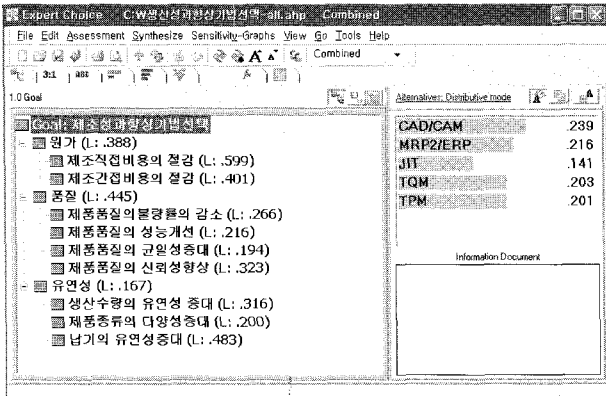 Expert Choice C:\W생산성과향상기법선택-all.ahp Combined
File Edit Assessment Synthesize Sensitivity-Graphs View Go Tools Help
Combined
3:1
1.0 Goal
Alternatives: Distributive mode
Goal: 제조성과향상기법선택
원가 (L: .388)
제조직접비용의 절감 (L: .599)
제조간접비용의 절감 (L: .401)
품질 (L: .445)
제품품질의불량률의 감소 (L: .266)
제품품질의 성능개선 (L: .216)
제품품질의 균일성증대 (L: .194)
제품품질의 신뢰성향상 (L: .323)
유연성 (L: .167)
생산수량의 유연성 증대 (L: .316)
제품종류의 다양성증대 (L: .200)
납기의 유연성증대 (L: .483)
CAD/CAM .239
MRP2/ERP .216
JIT .141
TQM .203
TPM .201
Information Document